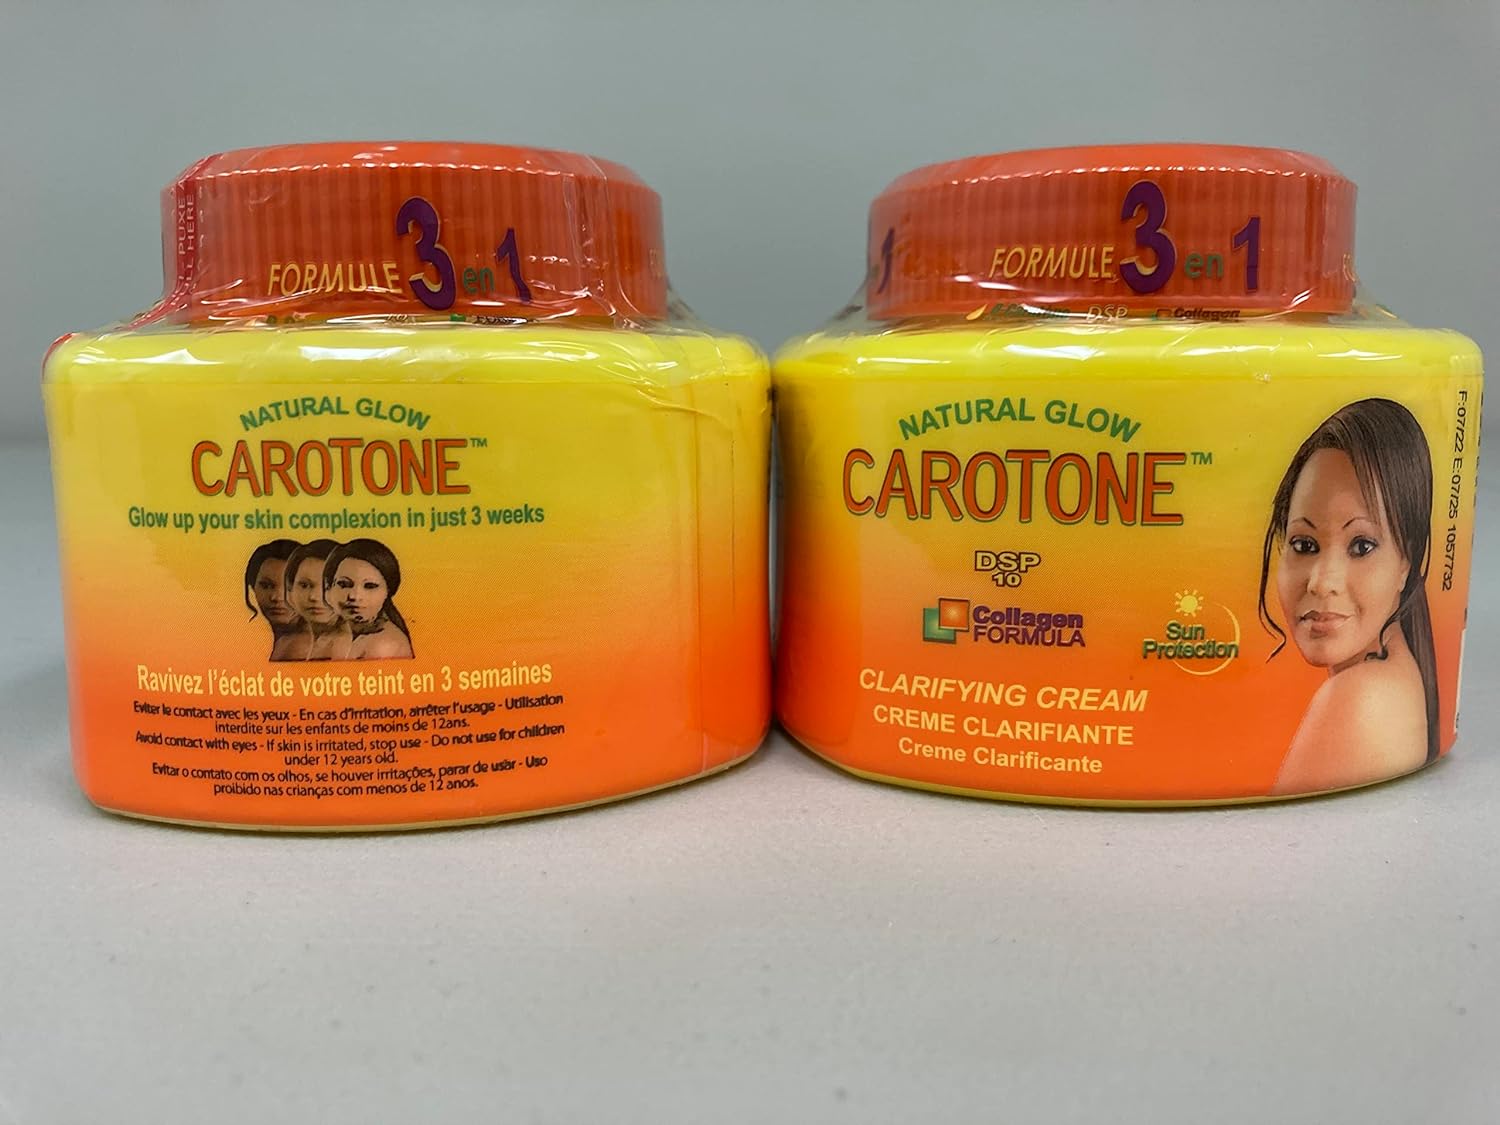 PUXE
LL HERE
FORMULE 3 en 1
NATURAL GLOW
CAROTONE™
Glow up your skin complexion in just 3 weeks
Ravivez l'éclat de votre teint en 3 semaines
Eviter le contact avec les yeux - En cas d'irritation, arrêter l'usage - Utilisation
interdite sur les enfants de moins de 12ans.
Avoid contact with eyes - If skin is irritated, stop use - Do not use for children
under 12 years old.
Evitar o contato com os olhos, se houver irritações, parar de usar - Uso
proibido nas crianças com menos de 12 anos.
1
FORMULE 3 en 1
DSP
Collagen
NATURAL GLOW
CAROTONE™
DSP
10
Collagen
FORMULA
Sun
Protection
CLARIFYING CREAM
CREME CLARIFIANTE
Creme Clarificante
F:07/22 E:07/25 1057732